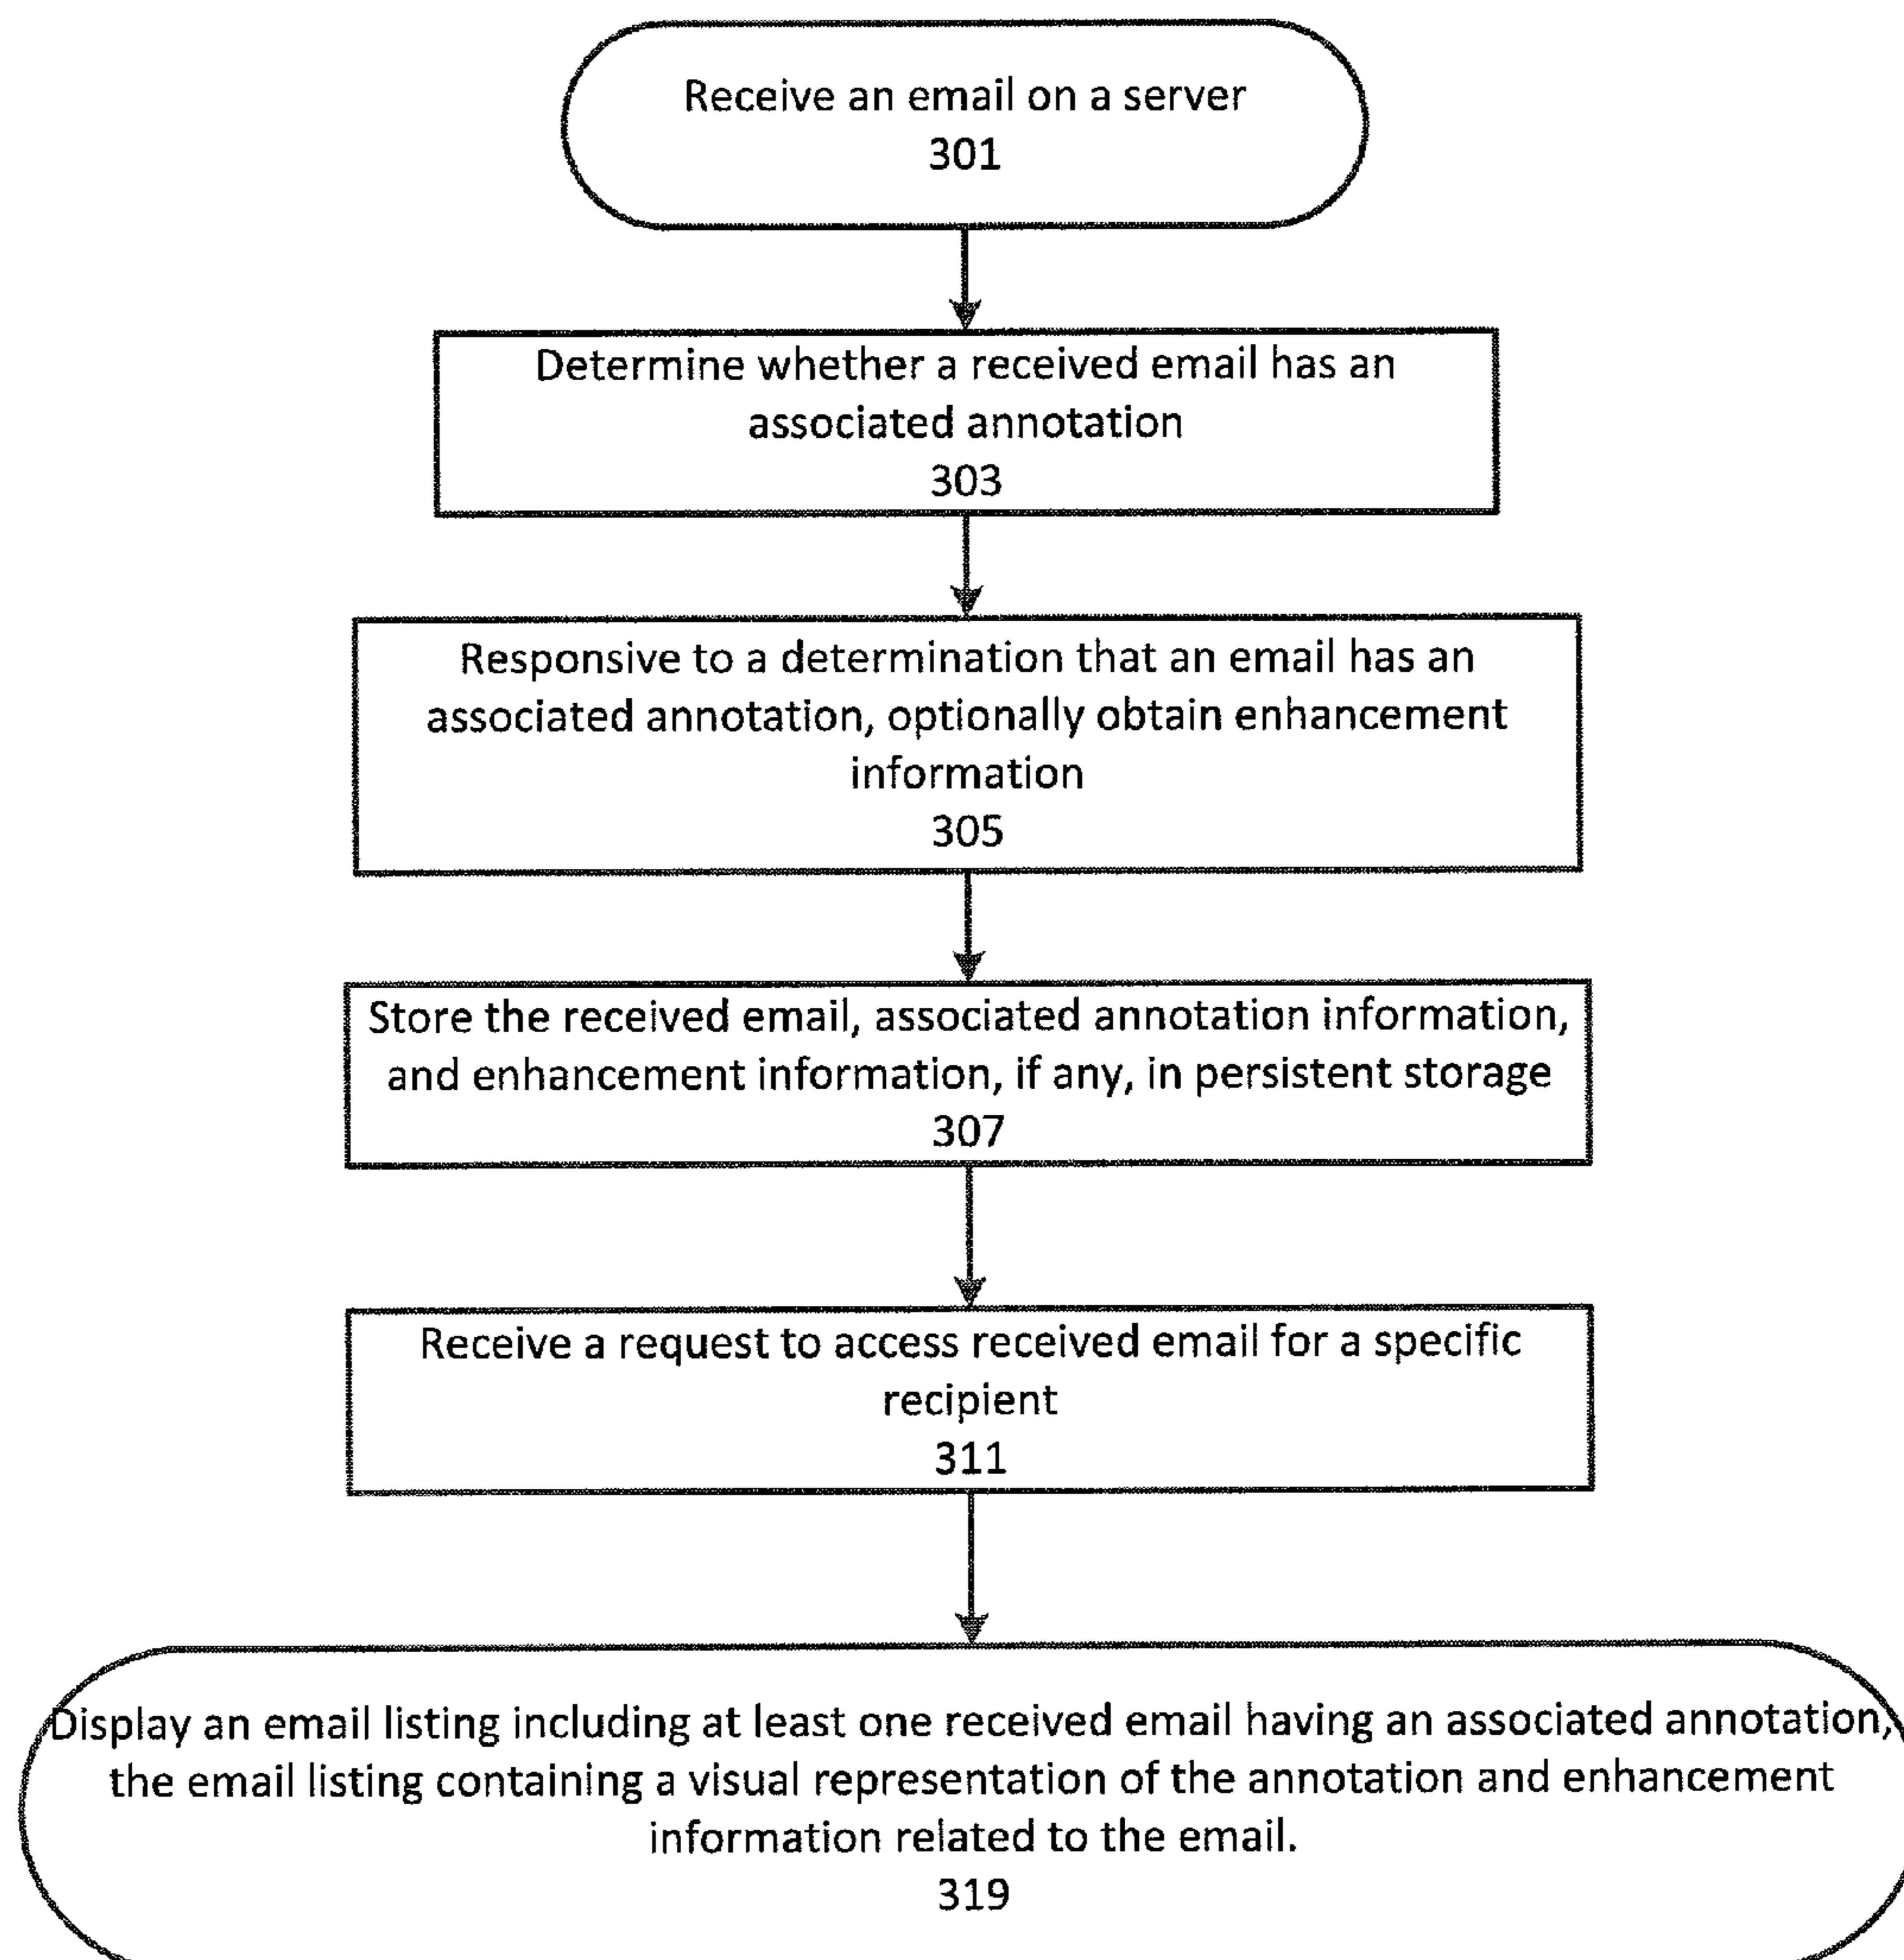 Receive an email on a server
301
Determine whether a received email has an
associated annotation
303
Responsive to a determination that an email has an
associated annotation, optionally obtain enhancement
information
305
Store the received email, associated annotation information,
and enhancement information, if any, in persistent storage
307
Receive a request to access received email for a specific
recipient
311
Display an email listing including at least one received email having an associated annotation,
the email listing containing a visual representation of the annotation and enhancement
information related to the email.
319